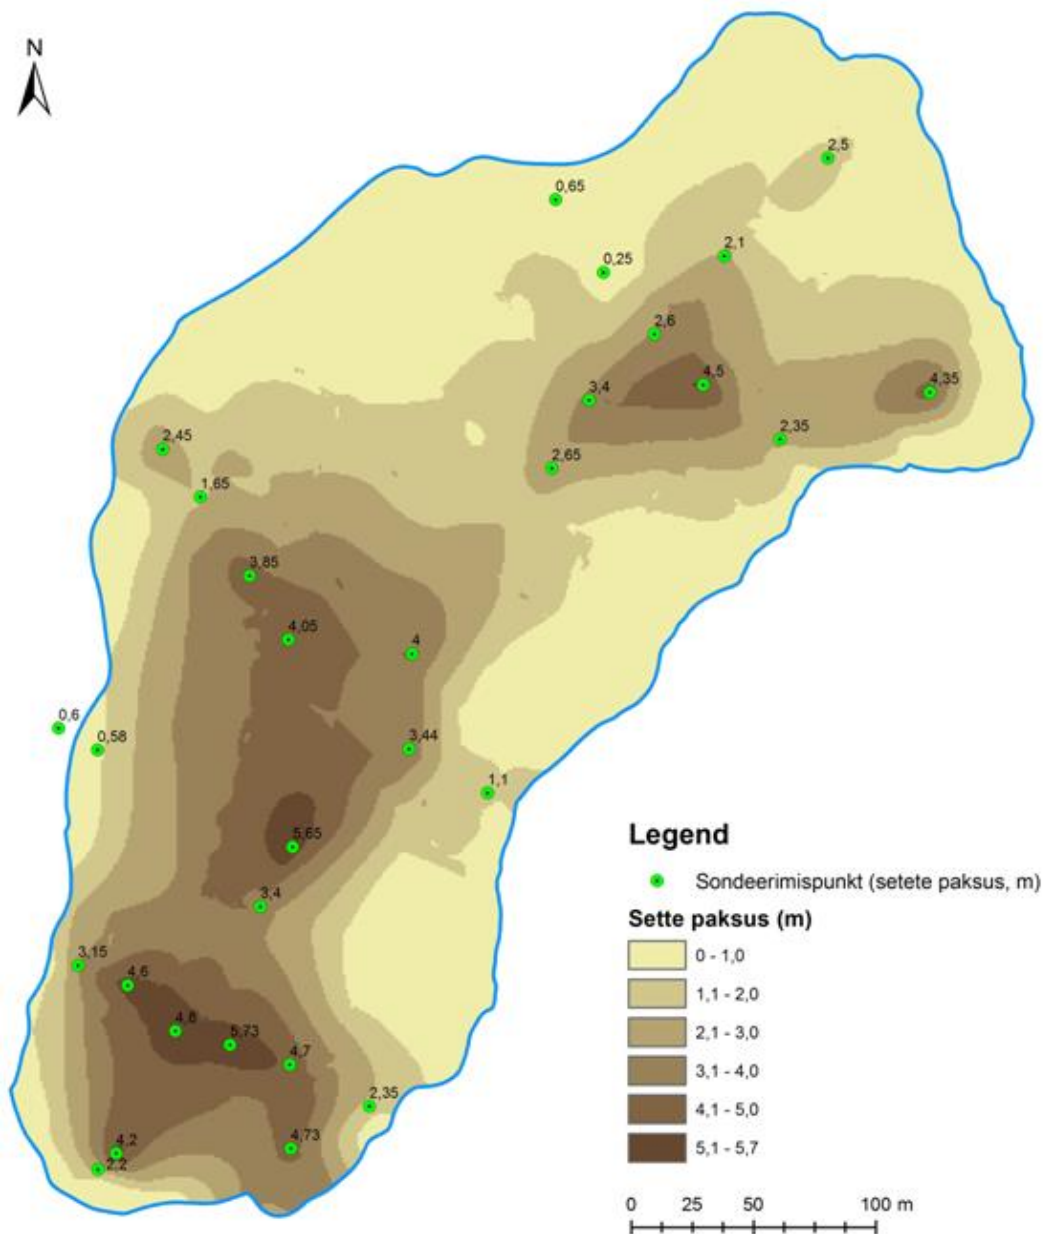 N
2,5
0,65
2,1
0,25
2,6
4,5
3,4
4,35
2,35
2,45
2,65
1,65
3,85
4,05
4
0,6
0,58
3,44
1,1
5,65
3,4
3,15
4,6
4,8
5,73
4,7
2,35
4,73
4,2
2,2
Legend
Sondeerimispunkt (setete paksus, m)
Sette paksus (m)
0 - 1,0
1,1 - 2,0
2,1 - 3,0
3,1 - 4,0
4,1 - 5,0
5,1 - 5,7
0 25 50 100 m